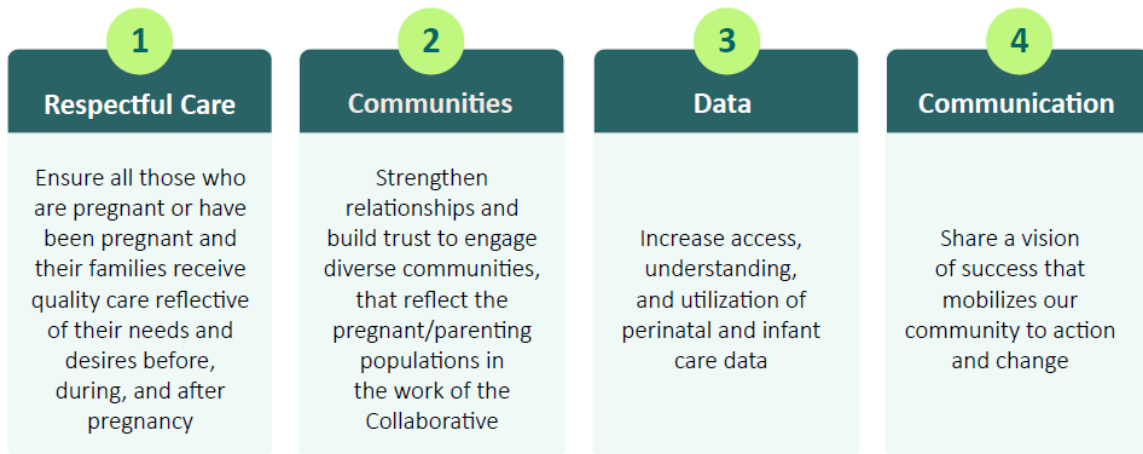 1
Respectful Care
Ensure all those who
are pregnant or have
been pregnant and
their families receive
quality care reflective
of their needs and
desires before,
during, and after
pregnancy
2
Communities
Strengthen
relationships and
build trust to engage
diverse communities,
that reflect the
pregnant/parenting
populations in
the work of the
Collaborative
3
Data
Increase access,
understanding,
and utilization of
perinatal and infant
care data
4
Communication
Share a vision
of success that
mobilizes our
community to action
and change